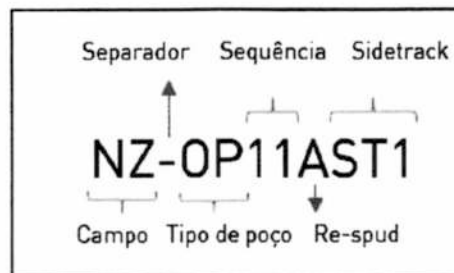 Separador Sequência Sidetrack
NZ-OP11AST1
Campo Tipo de poço Re-spud